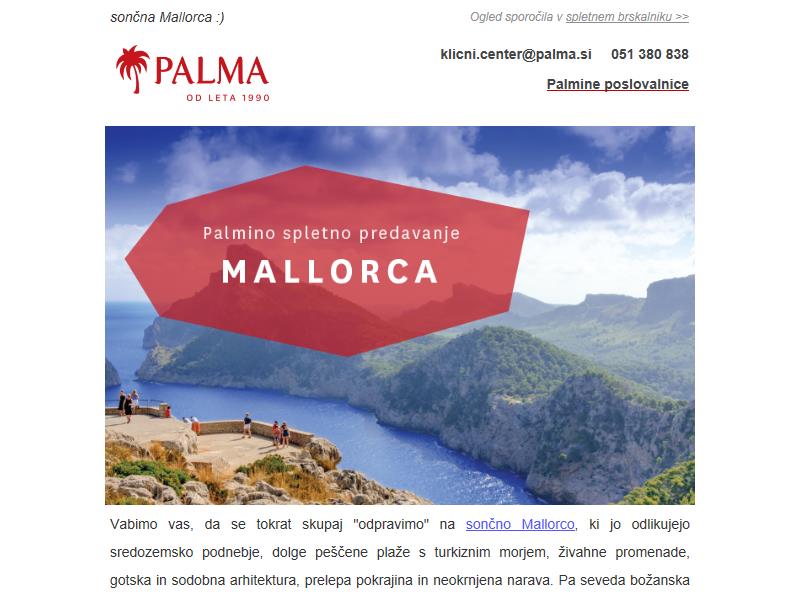 sončna Mallorca :)
Ogled sporočila v spletnem brskalniku >>
PALMA
OD LETA 1990
klicni.center@palma.si 051 380 838
Palmine poslovalnice
Palmino spletno predavanje
MALLORCA
Vabimo vas, da se tokrat skupaj "odpravimo" na sončno Mallorco, ki jo odlikujejo
sredozemsko podnebje, dolge peščene plaže s turkiznim morjem, živahne promenade,
gotska in sodobna arhitektura, prelepa pokrajina in neokrnjena narava. Pa seveda božanska